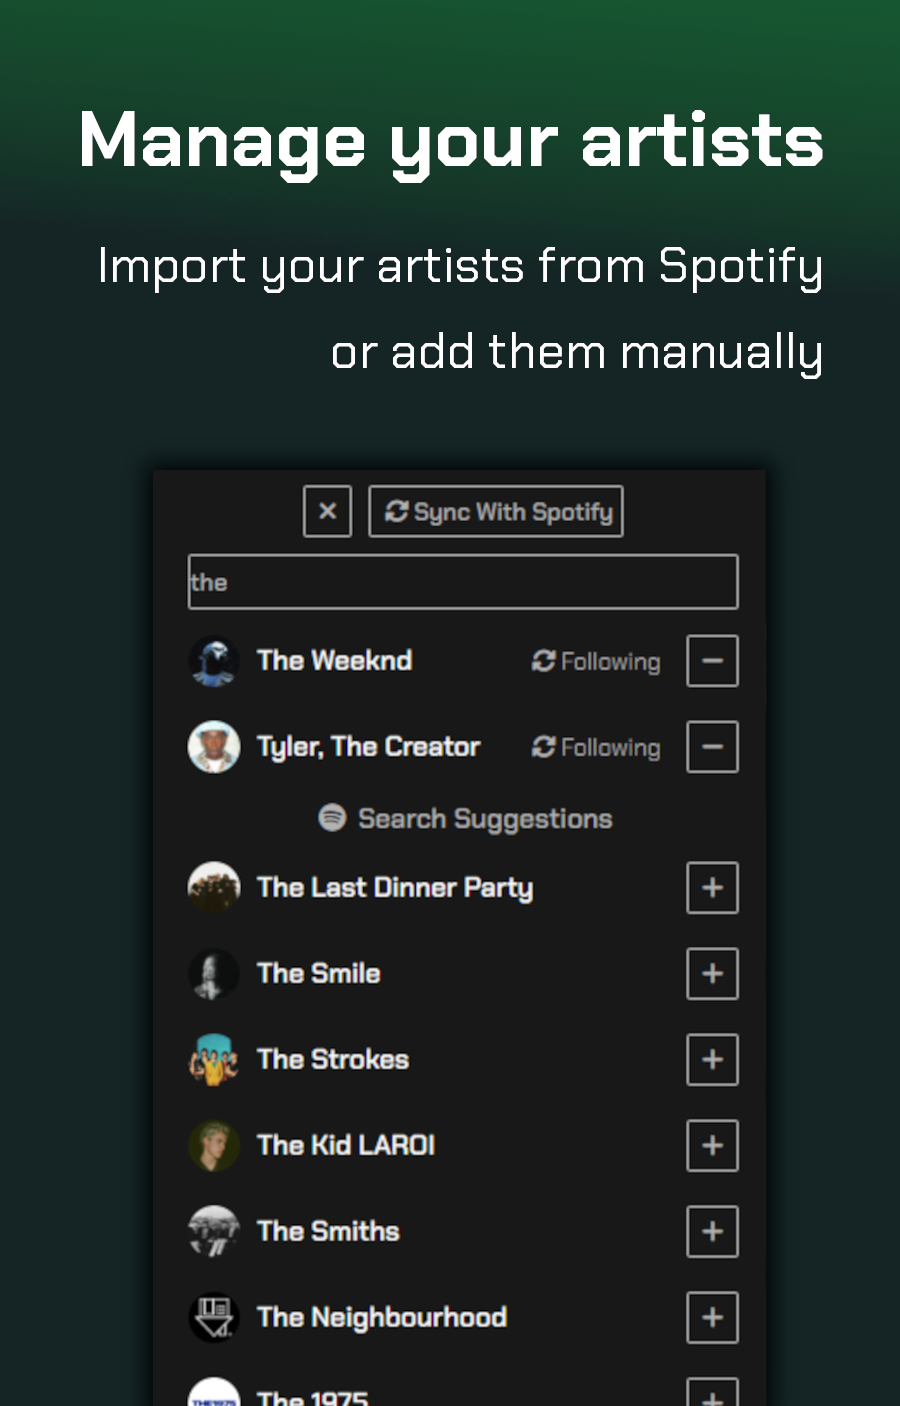 Manage your artists
Import your artists from Spotify
or add them manually
Sync With Spotify
the
The Weeknd Following
Tyler, The Creator Following
Search Suggestions
The Last Dinner Party
The Smile
The Strokes
The Kid LAROI
The Smiths
The Neighbourhood
The 1975